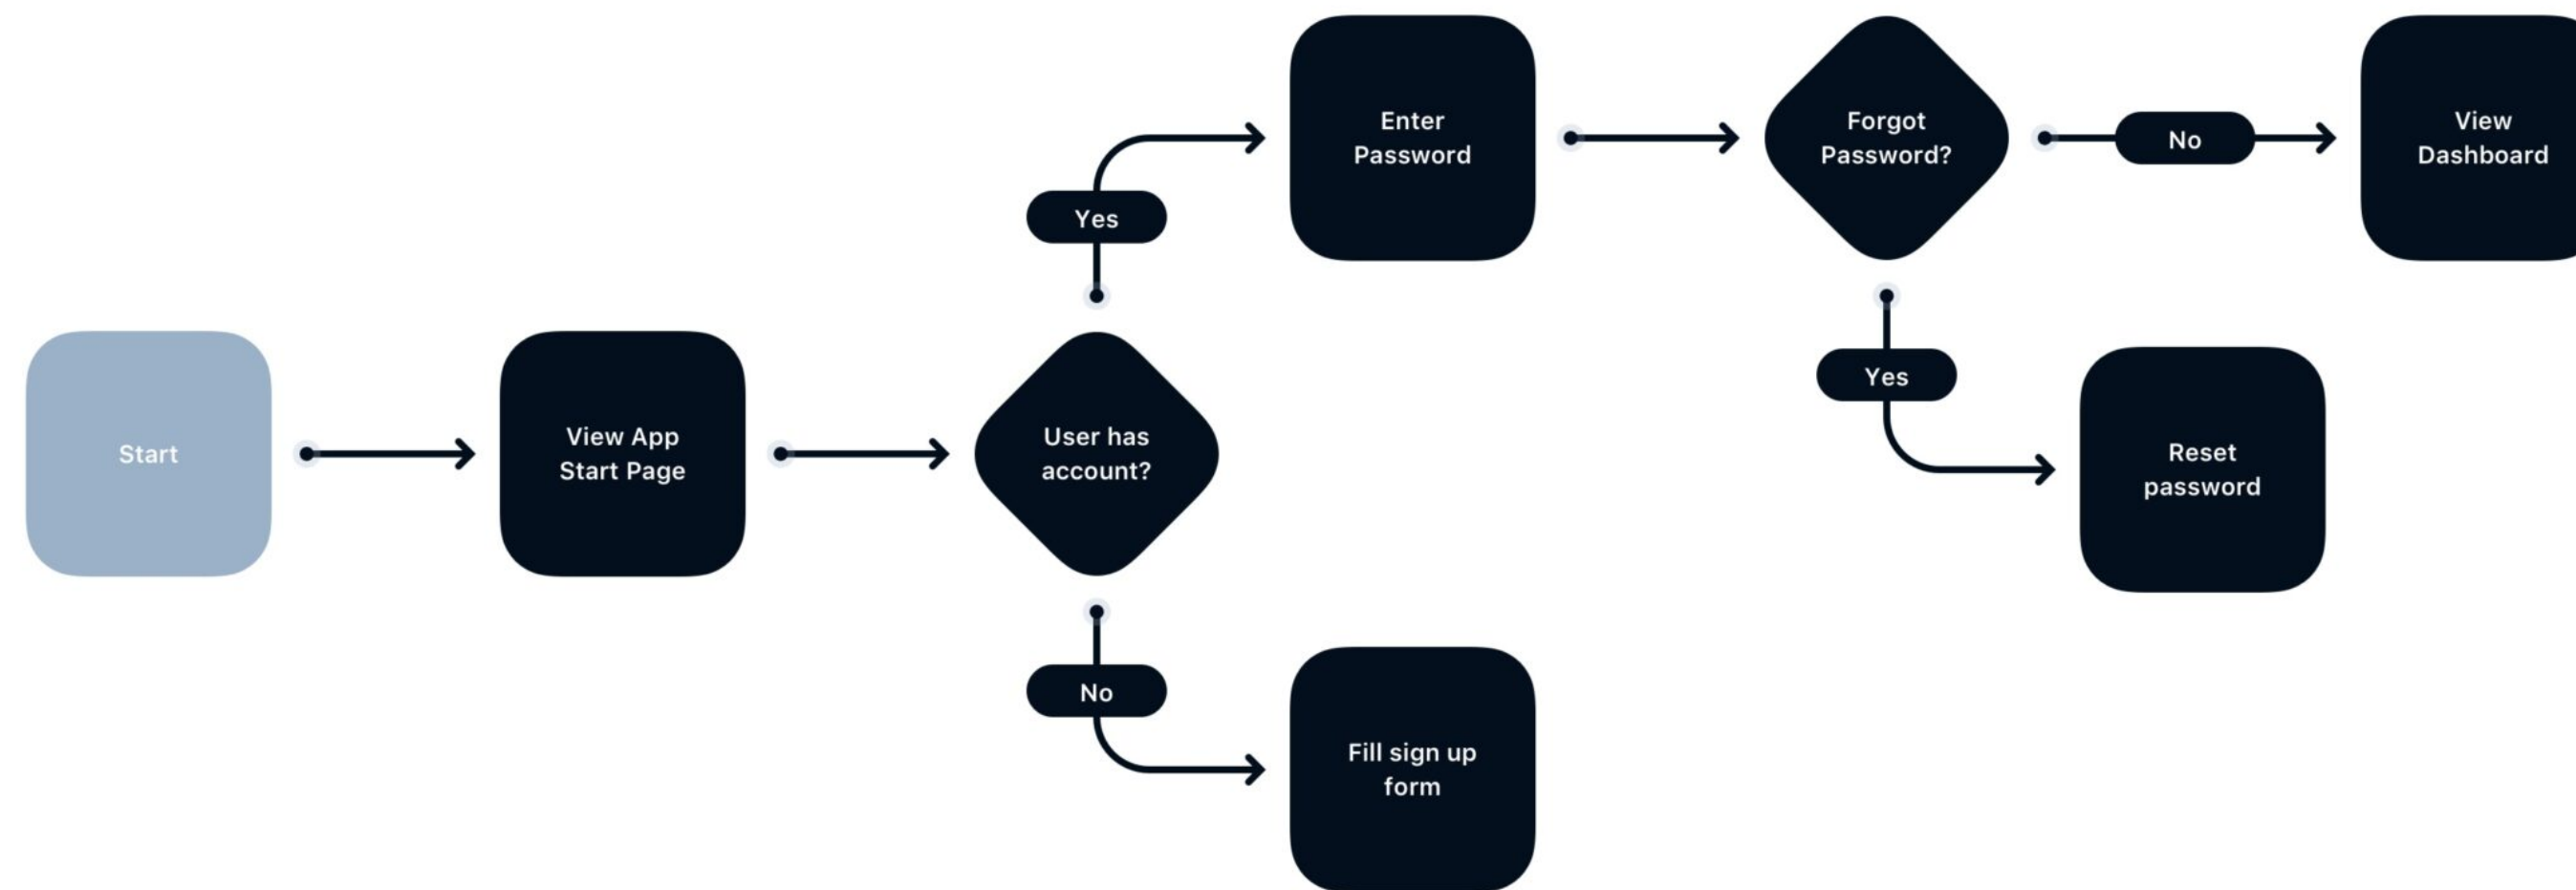 Start
View App
Start Page
User has
account?
Yes
Enter
Password
Forgot
Password?
No
View
Dashboard
Yes
Reset
password
No
Fill sign up
form